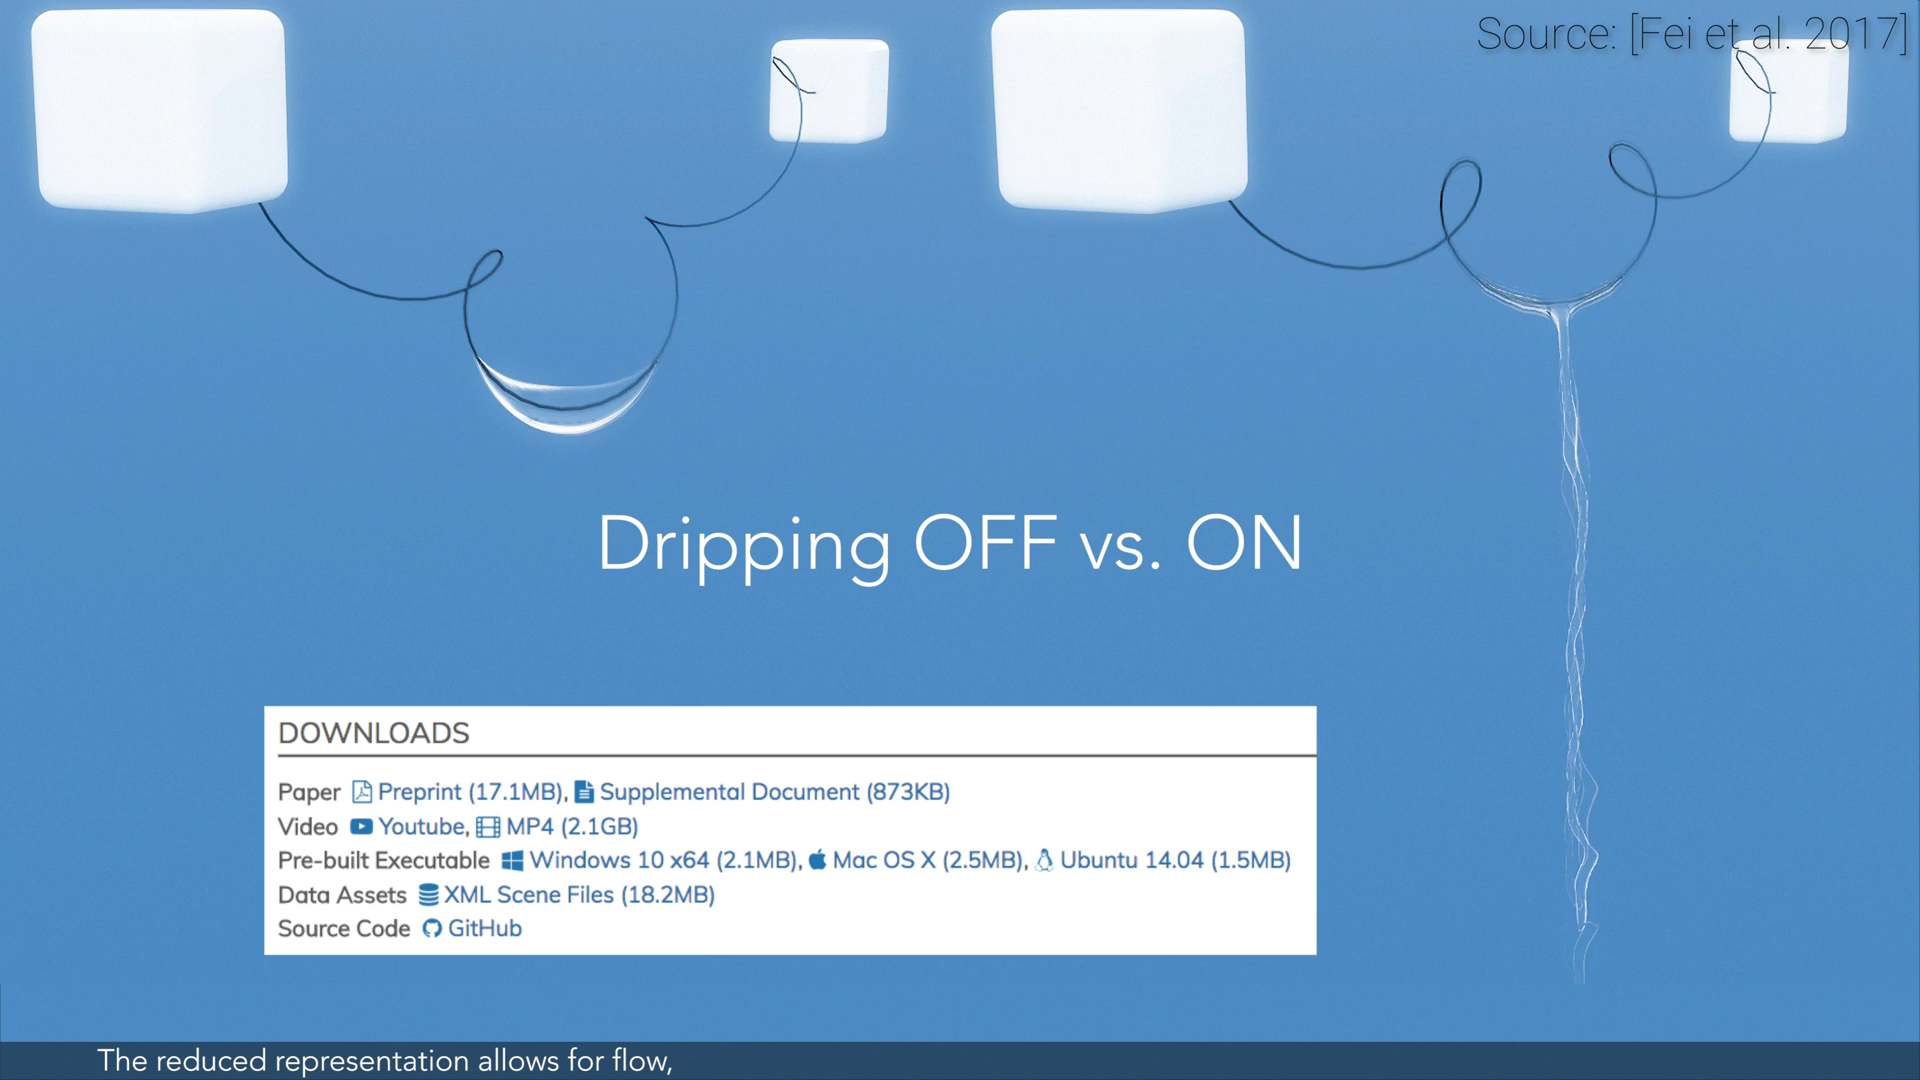 Source: [Fei et al. 2017]
Dripping OFF vs. ON
DOWNLOADS
Paper Preprint (17.1MB), Supplemental Document (873KB)
Video Youtube, MP4 (2.1GB)
Pre-built Executable Windows 10 x64 (2.1MB), Mac OS X (2.5MB), Ubuntu 14.04 (1.5MB)
Data Assets XML Scene Files (18.2MB)
Source Code GitHub
The reduced representation allows for flow,